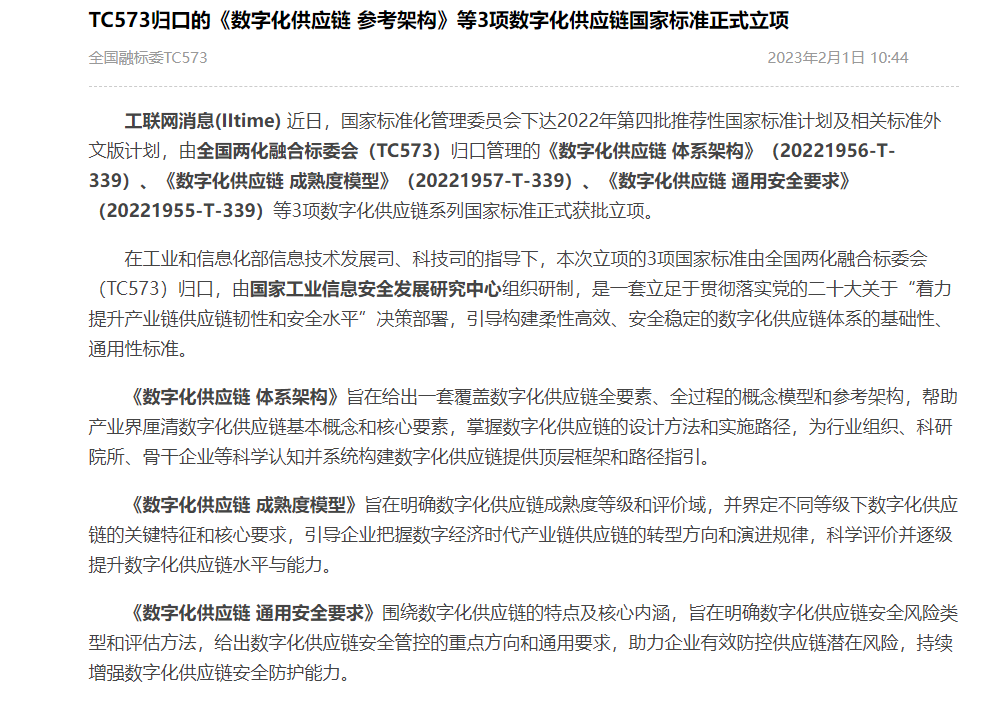 TC573归口的《数字化供应链 参考架构》等3项数字化供应链国家标准正式立项
全国融标委TC573
2023年2月1日 10:44
工联网消息(IItime) 近日，国家标准化管理委员会下达2022年第四批推荐性国家标准计划及相关标准外
文版计划，由全国两化融合标委会（TC573）归口管理的《数字化供应链 体系架构》（20221956-T-
339）、《数字化供应链 成熟度模型》（20221957-T-339）、《数字化供应链 通用安全要求》
（20221955-T-339）等3项数字化供应链系列国家标准正式获批立项。
在工业和信息化部信息技术发展司、科技司的指导下，本次立项的3项国家标准由全国两化融合标委会
（TC573）归口，由国家工业信息安全发展研究中心组织研制，是一套立足于贯彻落实党的二十大关于“着力
提升产业链供应链韧性和安全水平”决策部署，引导构建柔性高效、安全稳定的数字化供应链体系的基础性、
通用性标准。
《数字化供应链 体系架构》旨在给出一套覆盖数字化供应链全要素、全过程的概念模型和参考架构，帮助
产业界厘清数字化供应链基本概念和核心要素，掌握数字化供应链的设计方法和实施路径，为行业组织、科研
院所、骨干企业等科学认知并系统构建数字化供应链提供顶层框架和路径指引。
《数字化供应链 成熟度模型》旨在明确数字化供应链成熟度等级和评价域，并界定不同等级下数字化供应
链的关键特征和核心要求，引导企业把握数字经济时代产业链供应链的转型方向和演进规律，科学评价并逐级
提升数字化供应链水平与能力。
《数字化供应链 通用安全要求》围绕数字化供应链的特点及核心内涵，旨在明确数字化供应链安全风险类
型和评估方法，给出数字化供应链安全管控的重点方向和通用要求，助力企业有效防控供应链潜在风险，持续
增强数字化供应链安全防护能力。